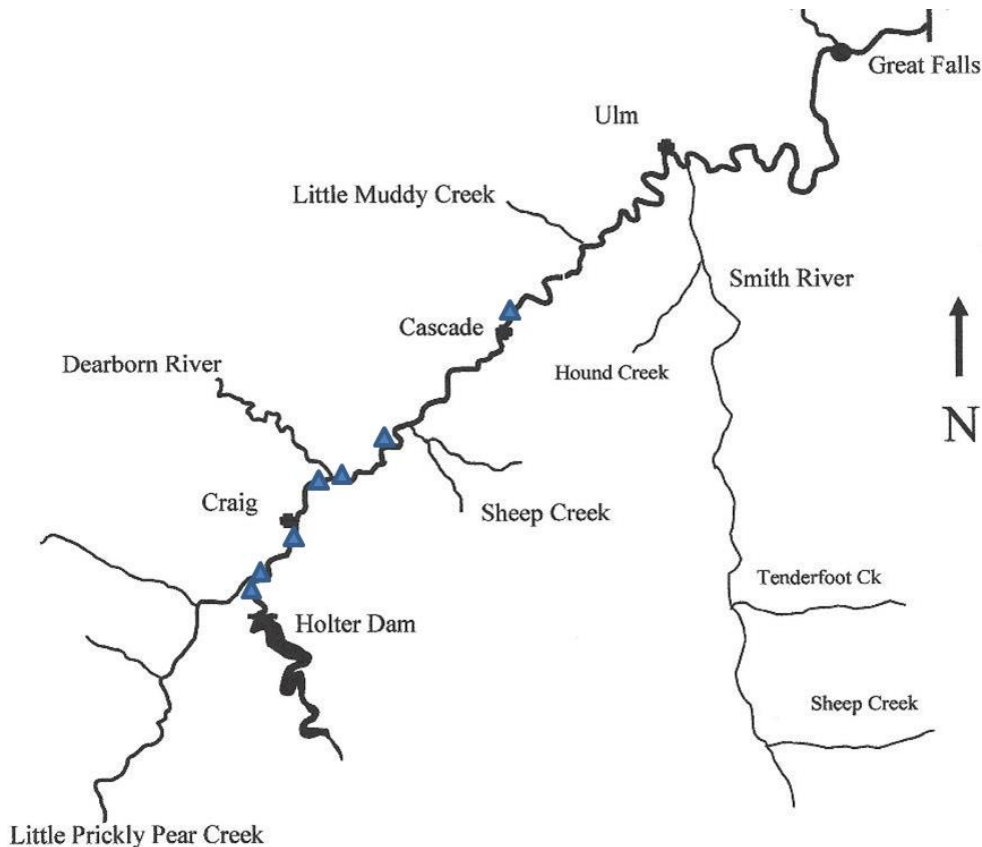 Great Falls
Ulm
Little Muddy Creek
Smith River
Cascade
Hound Creek
Dearborn River
N
Craig
Sheep Creek
Tenderfoot Ck
Holter Dam
Sheep Creek
Little Prickly Pear Creek